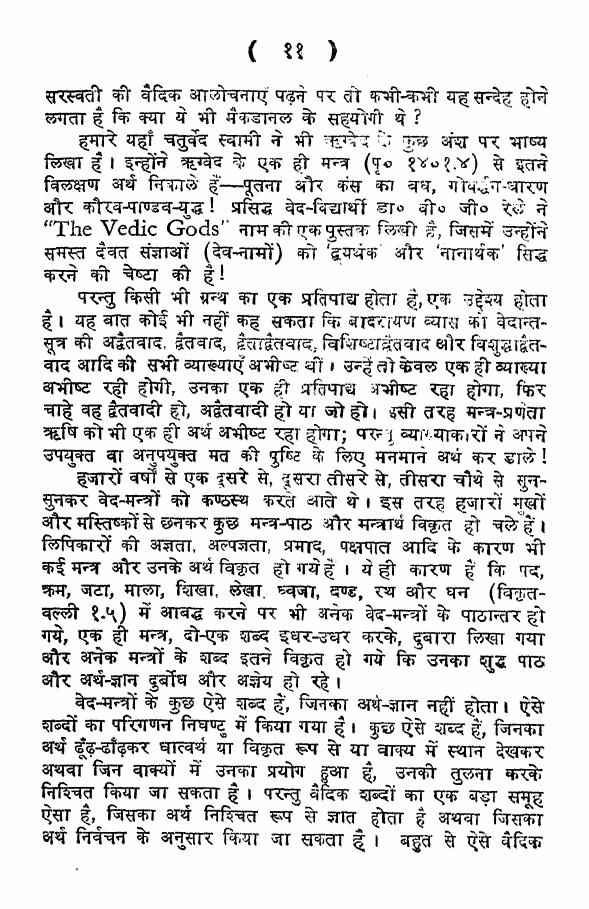 ( ११ )
सरस्वती की वैदिक आलोचनाएं पढ़ने पर तो कभी-कभी यह सन्देह होने
लगता है कि क्या ये भी मैकडानल के सहयोगी थे ?
हमारे यहाँ चतुर्वेद स्वामी ने भी ऋग्वेद के कुछ अंश पर भाष्य
लिखा है। इन्होंने ऋग्वेद के एक ही मन्त्र (पृ० १४०१.४) से इतने
विलक्षण अर्थ निकाले हैं—पूतना और कंस का वध, गोवर्द्धन-धारण
और कौरव-पाण्डव-युद्ध! प्रसिद्ध वेद-विद्यार्थी डा० वी० जी० रेले ने
“The Vedic Gods” नाम की एक पुस्तक लिखी है, जिसमें उन्होंने
समस्त दैवत संज्ञाओं (देव-नामों) को 'द्वयर्थक' और 'नानार्थक' सिद्ध
करने की चेष्टा की है!
परन्तु किसी भी ग्रन्थ का एक प्रतिपाद्य होता है, एक उद्देश्य होता
है। यह बात कोई भी नहीं कह सकता कि बादरायण व्यास को वेदान्त-
सूत्र की अद्वैतवाद, द्वैतवाद, द्वैताद्वैतवाद, विशिष्टाद्वैतवाद और विशुद्धाद्वैत-
वाद आदि की सभी व्याख्याएँ अभीष्ट थीं। उन्हें तो केवल एक ही व्याख्या
अभीष्ट रही होगी, उनका एक ही प्रतिपाद्य अभीष्ट रहा होगा, फिर
चाहे वह द्वैतवादी हो, अद्वैतवादी हो या जो हो। इसी तरह मन्त्र-प्रणेता
ऋषि को भी एक ही अर्थ अभीष्ट रहा होगा; परन्तु व्याख्याकारों ने अपने
उपयुक्त वा अनुपयुक्त मत की पुष्टि के लिए मनमाने अर्थ कर डाले!
हजारों वर्षों से एक दूसरे से, दूसरा तीसरे से, तीसरा चौथे से सुन-
सुनकर वेद-मन्त्रों को कण्ठस्थ करते आते थे। इस तरह हजारों मुखों
और मस्तिष्कों से छनकर कुछ मन्त्र-पाठ और मन्त्रार्थ विकृत हो चले हैं।
लिपिकारों की अज्ञता, अल्पज्ञता, प्रमाद, पक्षपात आदि के कारण भी
कई मन्त्र और उनके अर्थ विकृत हो गये हैं। ये ही कारण हैं कि पद,
क्रम, जटा, माला, शिखा, लेखा, ध्वजा, दण्ड, रथ और घन (विकृत-
वल्ली १.५) में आबद्ध करने पर भी अनेक वेद-मन्त्रों के पाठान्तर हो
गये, एक ही मन्त्र, दो-एक शब्द इधर-उधर करके, दुबारा लिखा गया
और अनेक मन्त्रों के शब्द इतने विकृत हो गये कि उनका शुद्ध पाठ
और अर्थ-ज्ञान दुर्बोध और अज्ञेय हो रहे।
वेद-मन्त्रों के कुछ ऐसे शब्द हैं, जिनका अर्थ-ज्ञान नहीं होता। ऐसे
शब्दों का परिगणन निघण्टु में किया गया है। कुछ ऐसे शब्द हैं, जिनका
अर्थ ढूँढ़-ढाँढ़कर धात्वर्थ या विकृत रूप से या वाक्य में स्थान देखकर
अथवा जिन वाक्यों में उनका प्रयोग हुआ है, उनकी तुलना करके
निश्चित किया जा सकता है। परन्तु वैदिक शब्दों का एक बड़ा समूह
ऐसा है, जिसका अर्थ निश्चित रूप से ज्ञात होता है अथवा जिसका
अर्थ निर्वचन के अनुसार किया जा सकता है। बहुत से ऐसे वैदिक